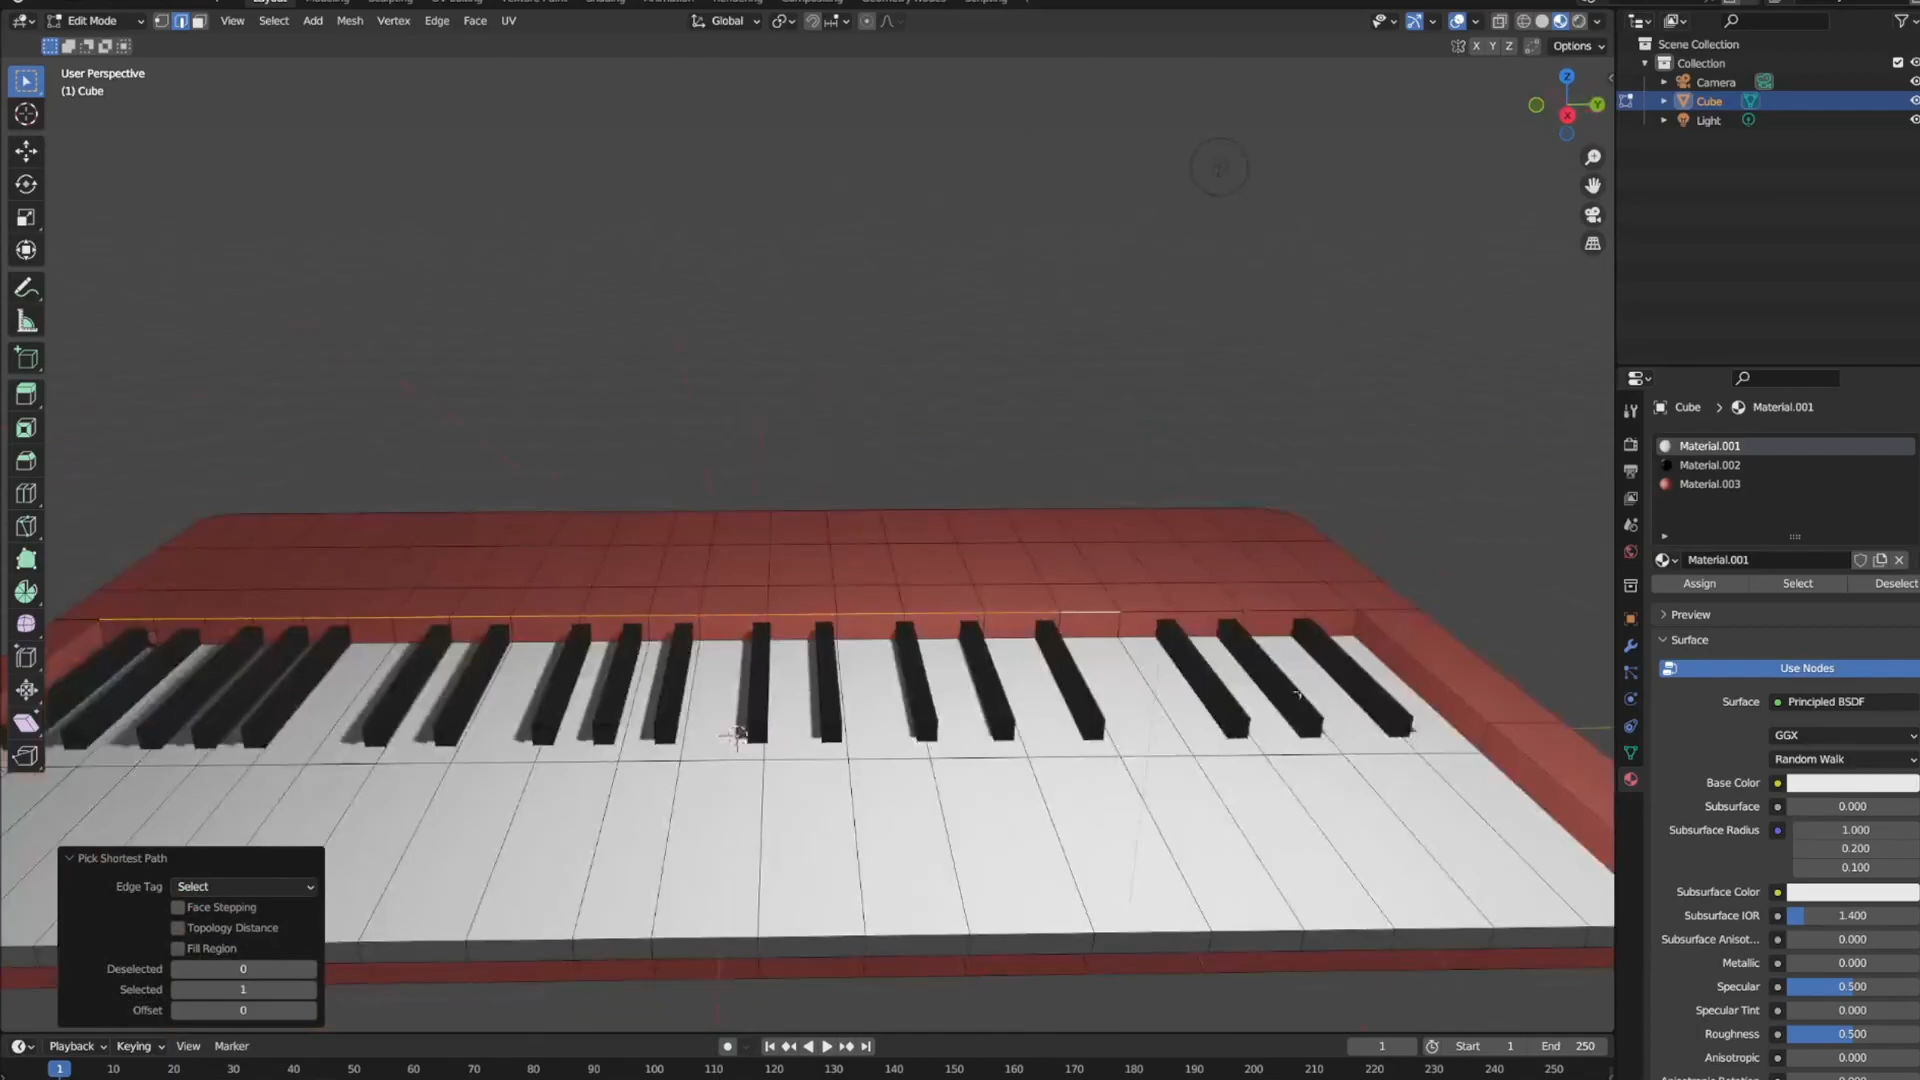 Edit Mode
View
Select
Add
Mesh
Vertex
Edge
Face
UV
Global
X Y Z
Options
User Perspective
(1) Cube
Z
Y
X
Scene Collection
Collection
Camera
Cube
Light
Cube > Material.001
Material.001
Material.002
Material.003
Material.001
Assign
Select
Deselect
Preview
Surface
Use Nodes
Surface Principled BSDF
GGX
Random Walk
Base Color
Subsurface 0.000
Subsurface Radius 1.000
0.200
0.100
Subsurface Color
Subsurface IOR 1.400
Subsurface Anisot... 0.000
Metallic 0.000
Specular 0.500
Specular Tint 0.000
Roughness 0.500
Anisotropic 0.000
Pick Shortest Path
Edge Tag Select
Face Stepping
Topology Distance
Fill Region
Deselected 0
Selected 1
Offset 0
Playback
Keying
View
Marker
1
Start 1
End 250
1 10 20 30 40 50 60 70 80 90 100 110 120 130 140 150 160 170 180 190 200 210 220 230 240 250